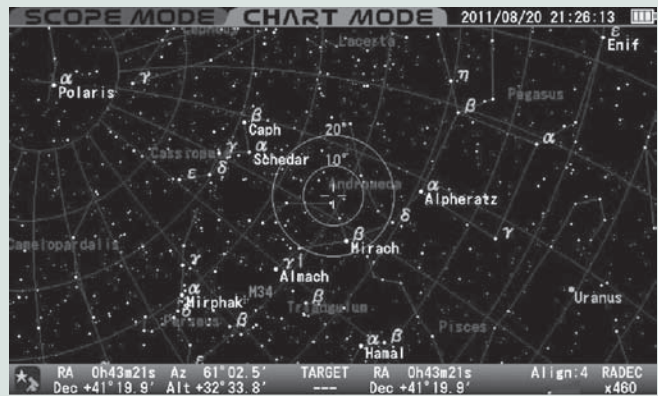 SCOPE MODE CHART MODE 2011/08/20 21:26:13
ε
Enif
Lacerta
α γ
Polaris
η
β
Pegasus
β
Caph
20°
α
γ α
Cassiopeia Schedar
10°
ε δ
Andromeda
α
Alpheratz
δ
β
Mirach
γ
Camelopardalis
γ
Almach
Uranus
α M34
Mirphak
β
Triangulum
δ
Perseus
β
Pisces
α β
Hamal
ε
RA 0h43m21s Az 61°02.5' TARGET RA 0h43m21s Align:4 RADEC
Dec +41°19.9' Alt +32°33.8' --- Dec +41°19.9' x460